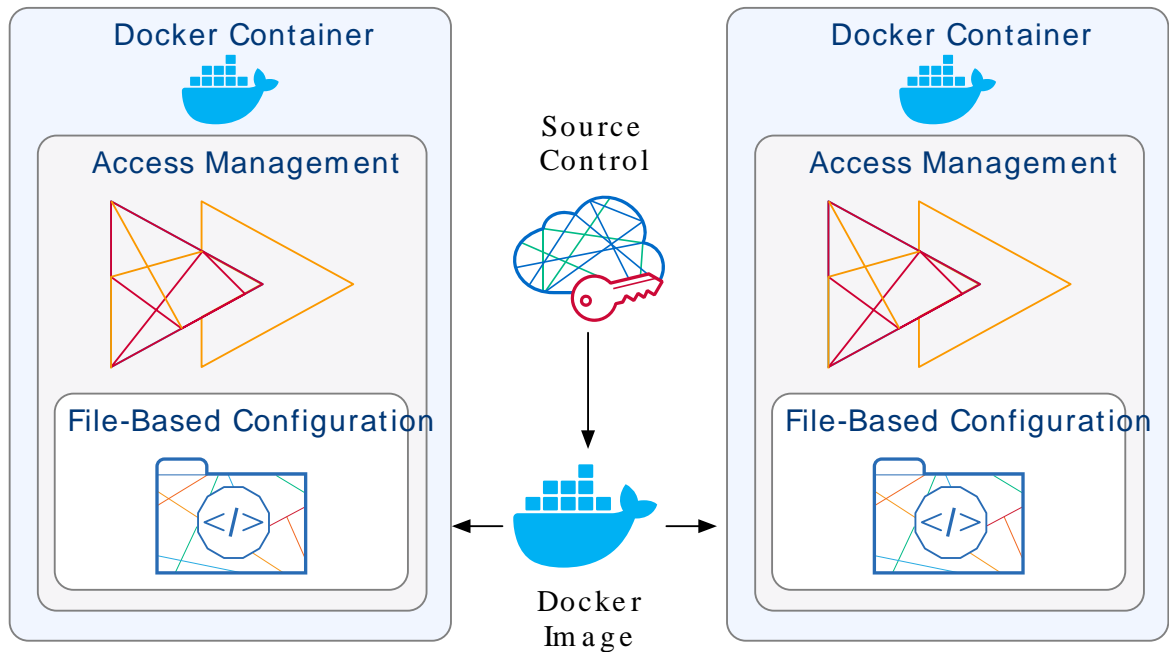 Docker Container
Access Management
File-Based Configuration
</>
Source
Control
Docker
Image
Docker Container
Access Management
File-Based Configuration
</>